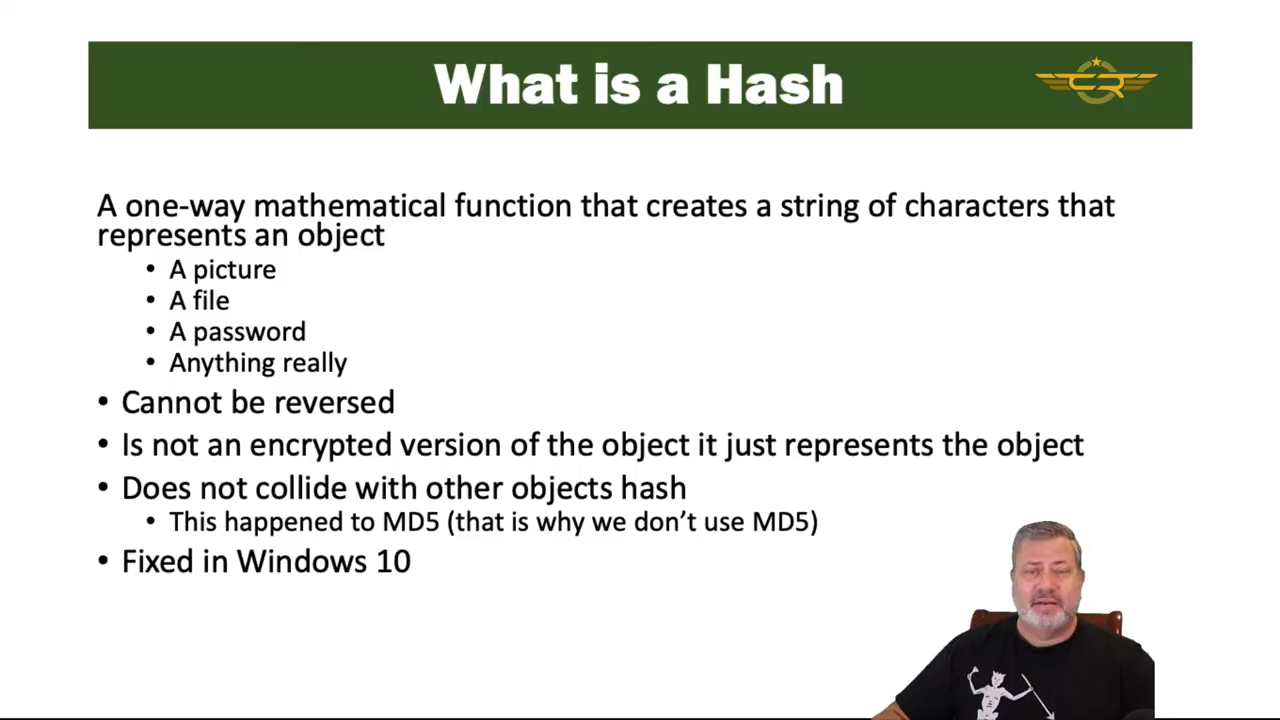 What is a Hash
CR
A one-way mathematical function that creates a string of characters that
represents an object
• A picture
• A file
• A password
• Anything really
• Cannot be reversed
• Is not an encrypted version of the object it just represents the object
• Does not collide with other objects hash
• This happened to MD5 (that is why we don’t use MD5)
• Fixed in Windows 10